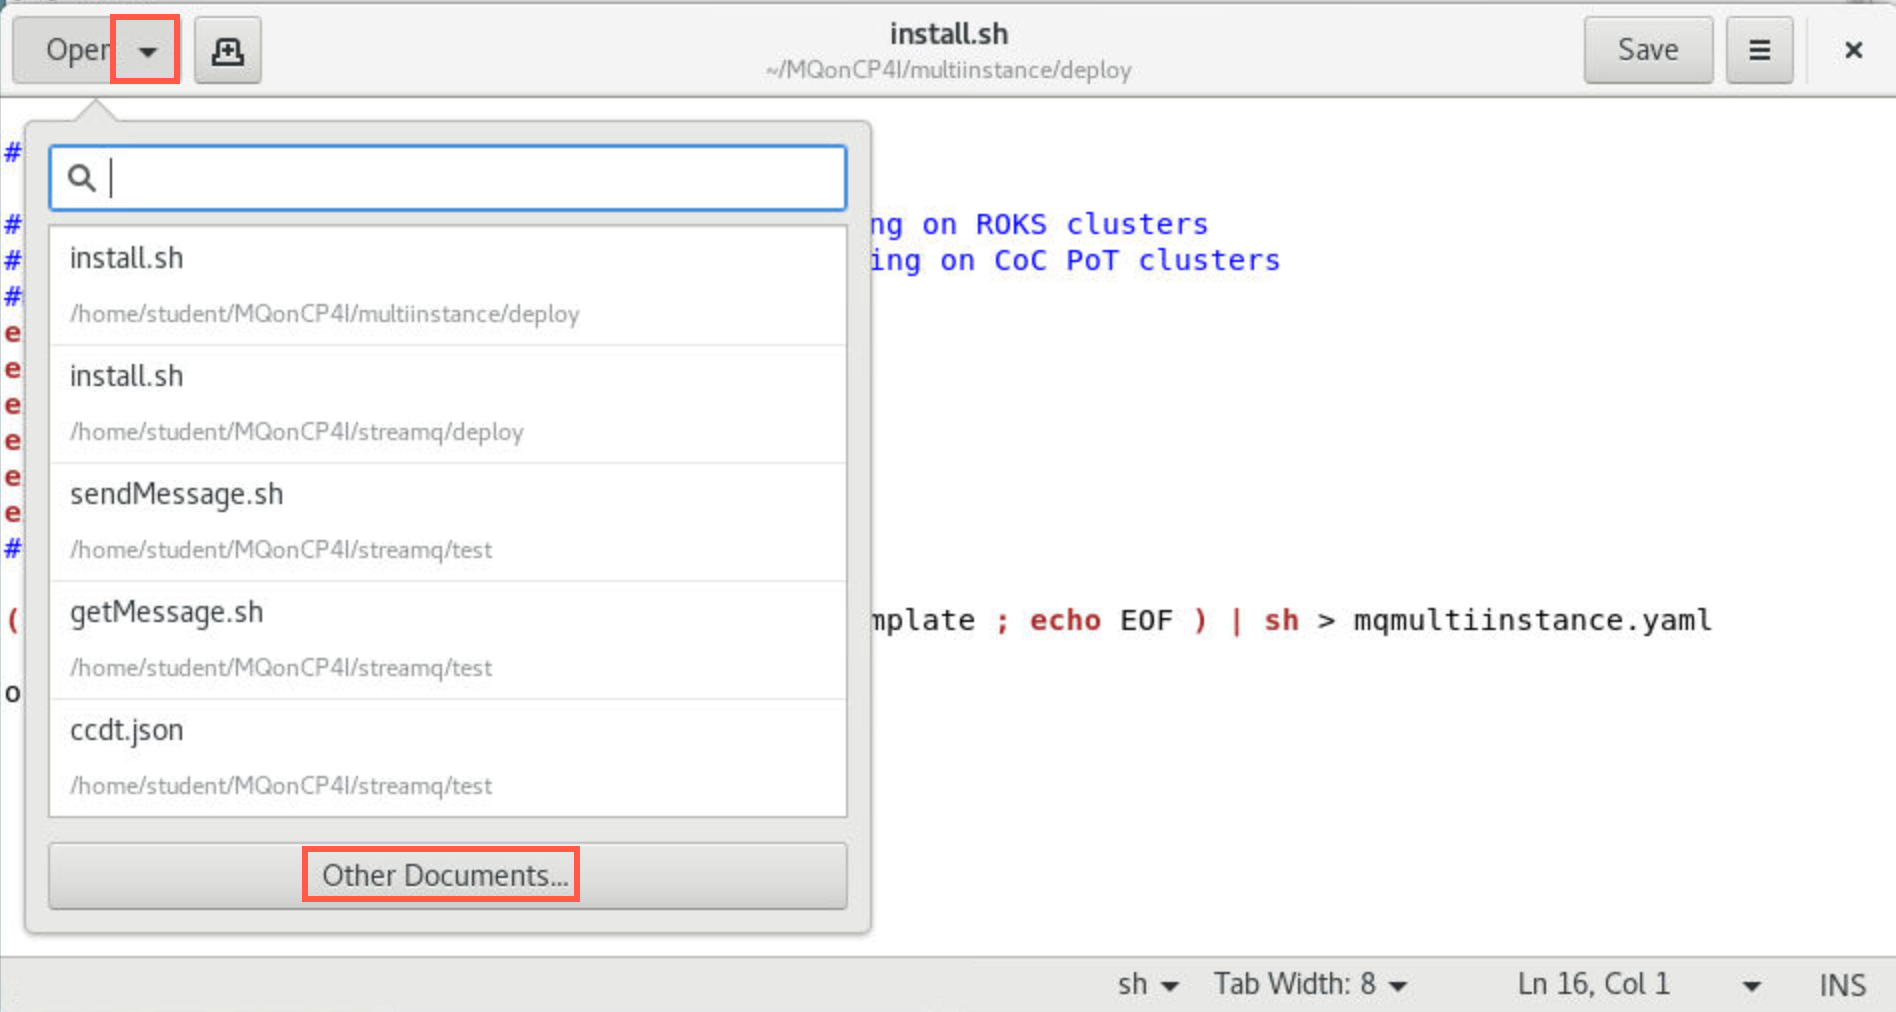 Open
install.sh
~/MQonCP4I/multiinstance/deploy
Save
#
# ng on ROKS clusters
# ing on CoC PoT clusters
#
e
e
e
e
e
e
#
( mplate ; echo EOF ) | sh > mqmultiinstance.yaml
o
install.sh
/home/student/MQonCP4I/multiinstance/deploy
install.sh
/home/student/MQonCP4I/streamq/deploy
sendMessage.sh
/home/student/MQonCP4I/streamq/test
getMessage.sh
/home/student/MQonCP4I/streamq/test
ccdt.json
/home/student/MQonCP4I/streamq/test
Other Documents...
sh Tab Width: 8 Ln 16, Col 1 INS